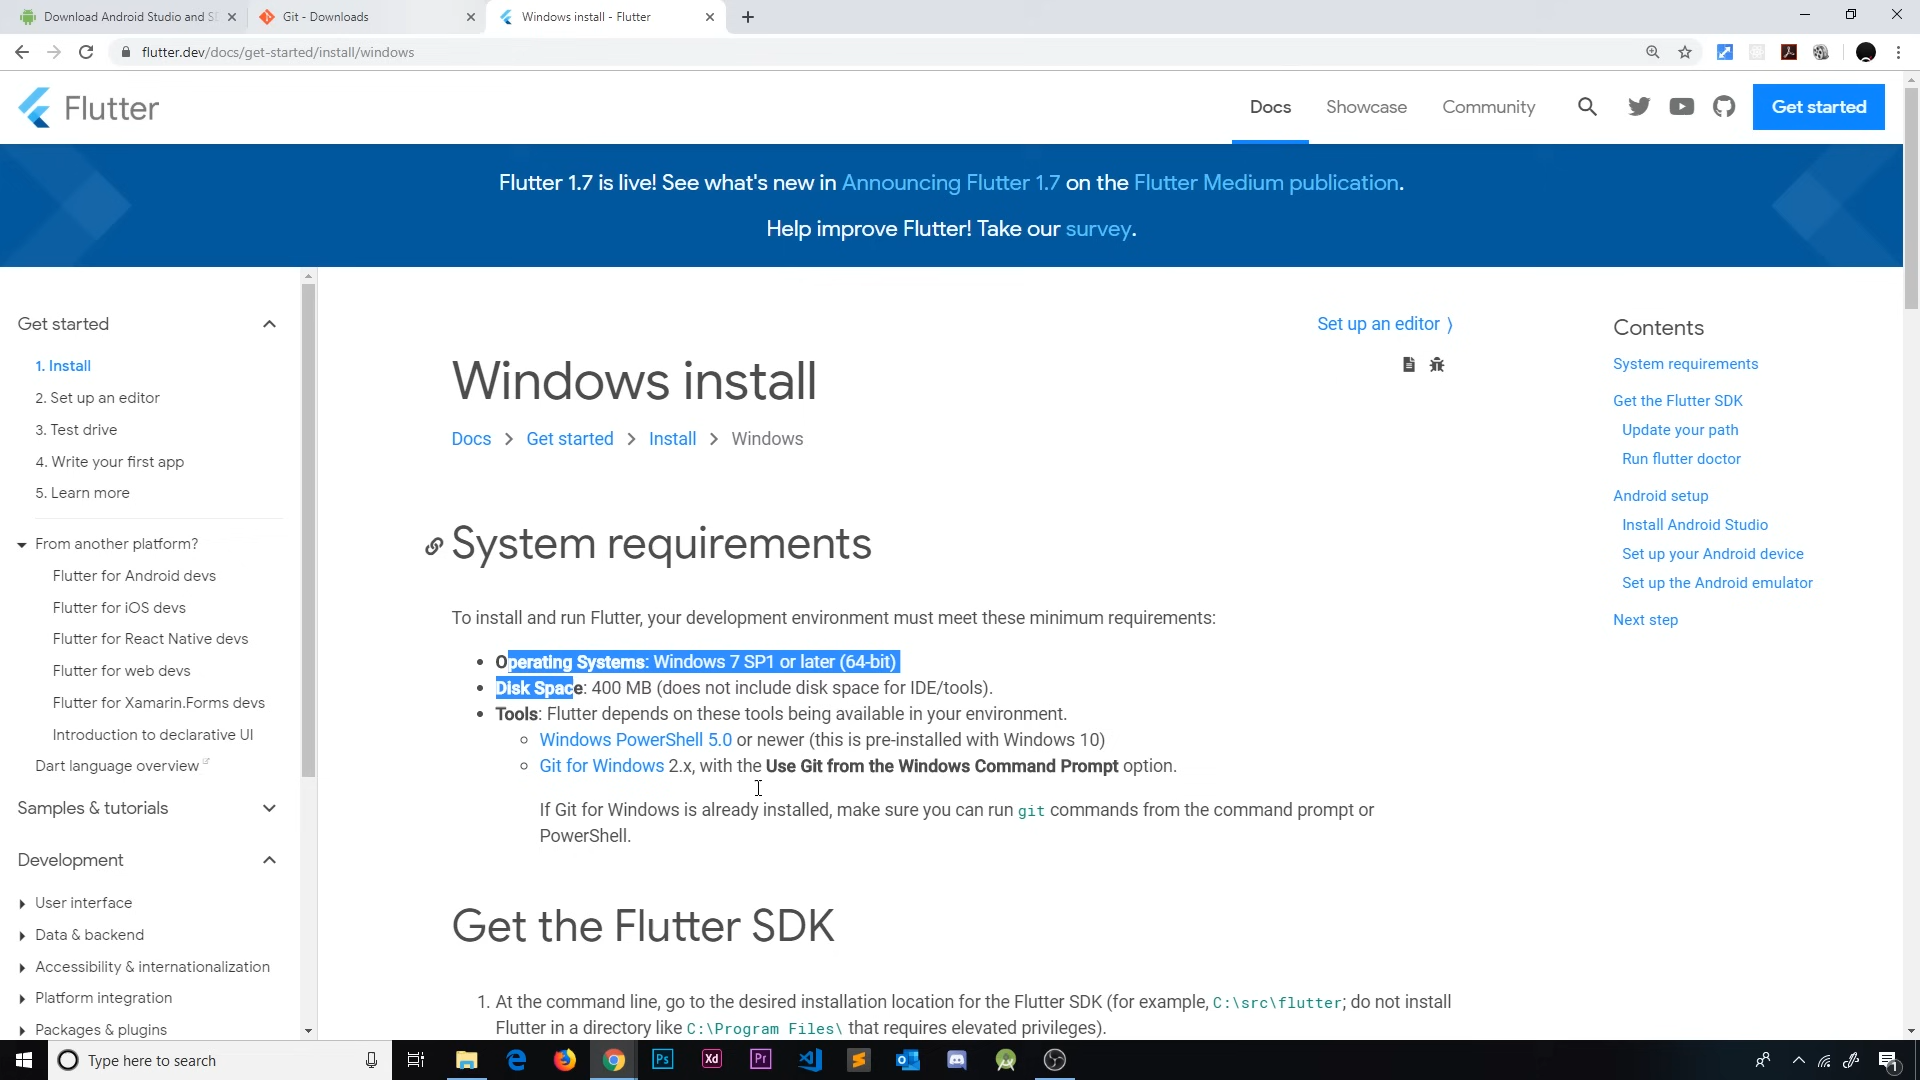 Download Android Studio and S
Git - Downloads
Windows install - Flutter
flutter.dev/docs/get-started/install/windows
Flutter
Docs
Showcase
Community
Get started
Flutter 1.7 is live! See what's new in Announcing Flutter 1.7 on the Flutter Medium publication.
Help improve Flutter! Take our survey.
Get started
1. Install
2. Set up an editor
3. Test drive
4. Write your first app
5. Learn more
From another platform?
Flutter for Android devs
Flutter for iOS devs
Flutter for React Native devs
Flutter for web devs
Flutter for Xamarin.Forms devs
Introduction to declarative UI
Dart language overview
Samples & tutorials
Development
User interface
Data & backend
Accessibility & internationalization
Platform integration
Packages & plugins
Set up an editor ⟩
Windows install
Docs > Get started > Install > Windows
System requirements
To install and run Flutter, your development environment must meet these minimum requirements:
• Operating Systems: Windows 7 SP1 or later (64-bit)
• Disk Space: 400 MB (does not include disk space for IDE/tools).
• Tools: Flutter depends on these tools being available in your environment.
Windows PowerShell 5.0 or newer (this is pre-installed with Windows 10)
Git for Windows 2.x, with the Use Git from the Windows Command Prompt option.
If Git for Windows is already installed, make sure you can run git commands from the command prompt or
PowerShell.
Get the Flutter SDK
1. At the command line, go to the desired installation location for the Flutter SDK (for example, C:\src\flutter; do not install
Flutter in a directory like C:\Program Files\ that requires elevated privileges).
Contents
System requirements
Get the Flutter SDK
Update your path
Run flutter doctor
Android setup
Install Android Studio
Set up your Android device
Set up the Android emulator
Next step
Type here to search
Ps
Xd
Pr
1